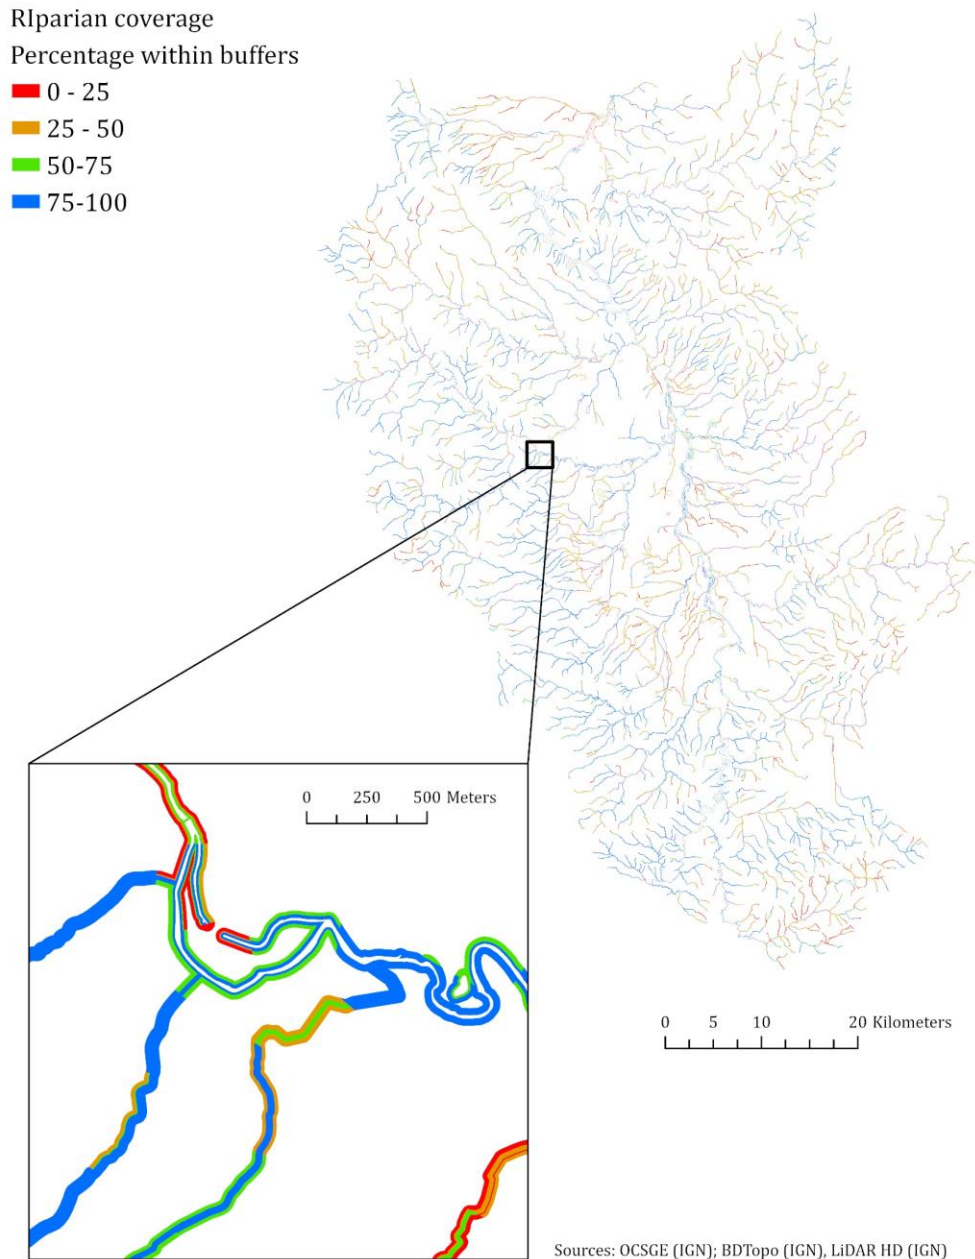 RIparian coverage
Percentage within buffers
0 - 25
25 - 50
50-75
75-100
0 250 500 Meters
0 5 10 20 Kilometers
Sources: OCSGE (IGN); BDTopo (IGN), LiDAR HD (IGN)